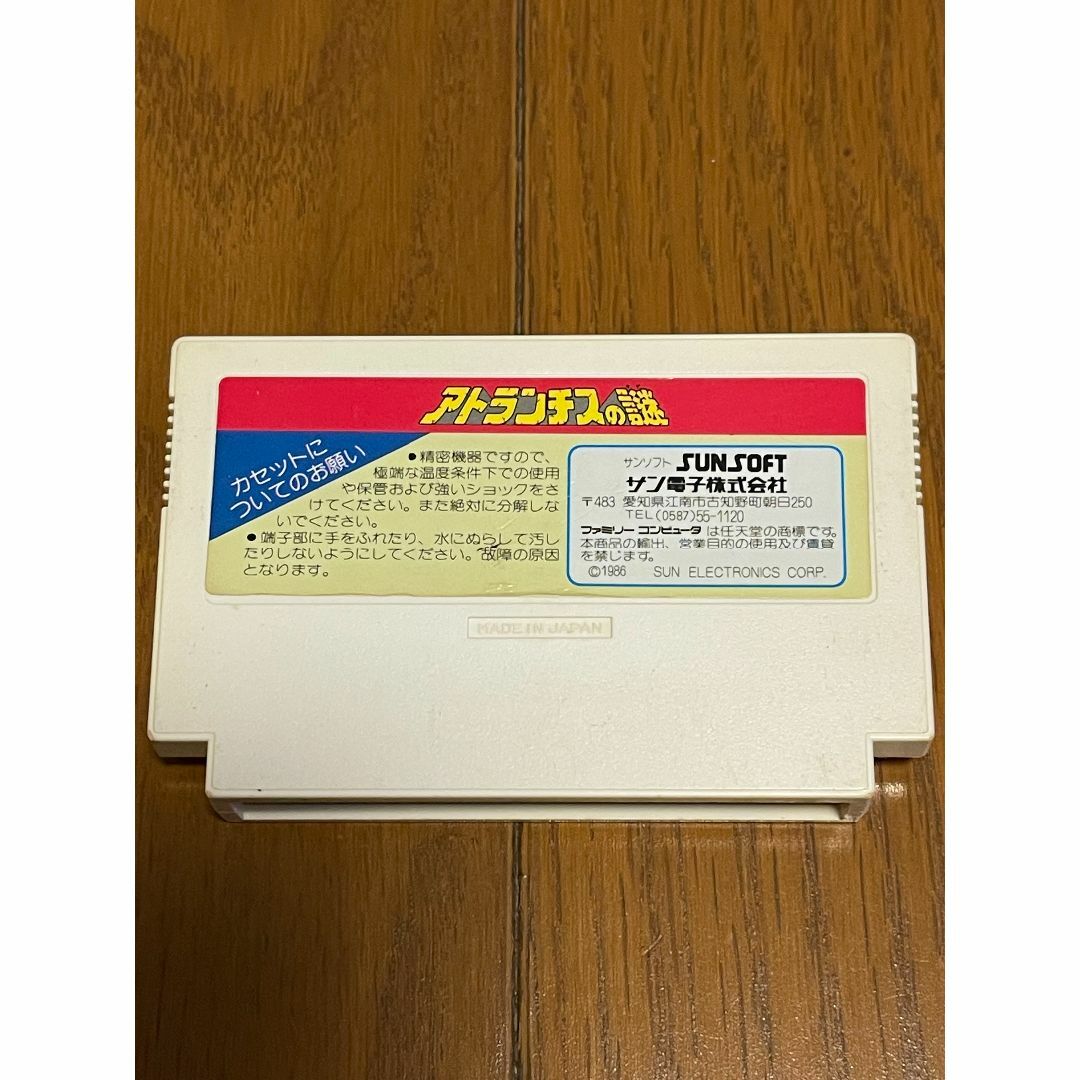 アトランチスの謎
カセットに
ついてのお願い
●精密機器ですので、
極端な温度条件下での使用
や保管および強いショックをさ
けてください。また絶対に分解しな
いでください。
●端子部に手をふれたり、水にぬらして汚し
たりしないようにしてください。故障の原因
となります。
サンソフト SUNSOFT
サン電子株式会社
〒483 愛知県江南市古知野町朝日250
TEL(0587)55-1120
ファミリー コンピュータ は任天堂の商標です。
本商品の輸出、営業目的の使用及び賃貸
を禁じます。
©1986 SUN ELECTRONICS CORP.
MADE IN JAPAN